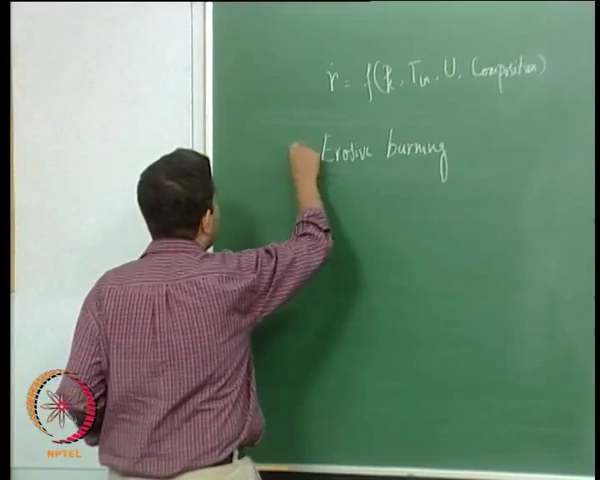 ṙ = f(Pc, Tin, U, Composition)
Erosive burning
NPTEL